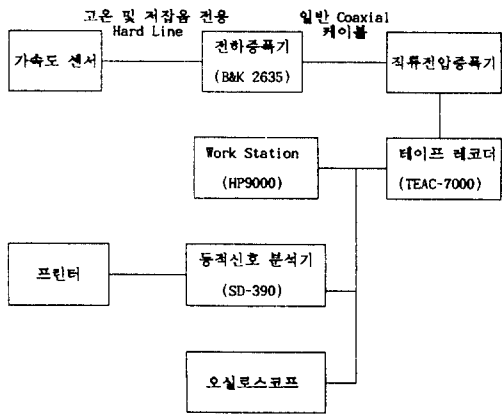 고온 및 저잡음 전용
Hard Line
일반 Coaxial
케이블
가속도 센서
전하증폭기
(B&K 2635)
직류전압증폭기
Work Station
(HP9000)
테이프 레코더
(TEAC-7000)
프린터
동적신호 분석기
(SD-390)
오실로스코프